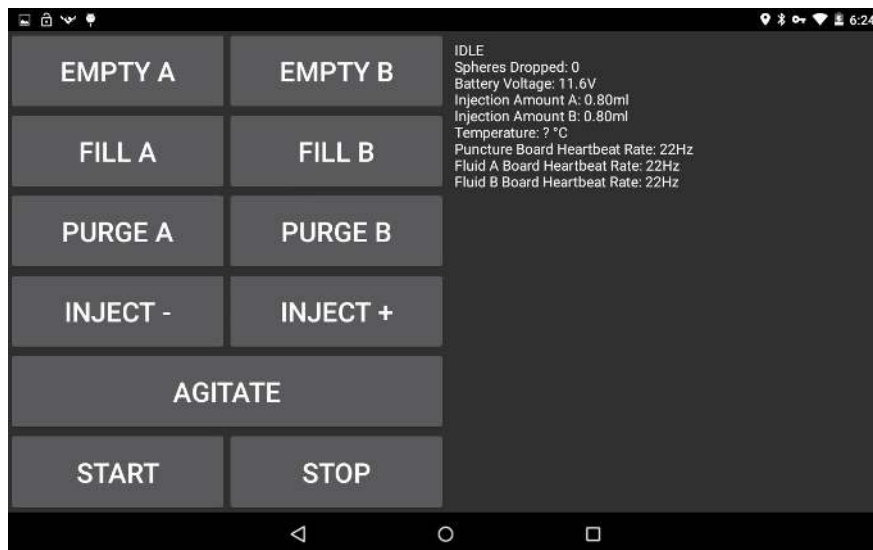 6:24
EMPTY A
EMPTY B
FILL A
FILL B
PURGE A
PURGE B
INJECT -
INJECT +
AGITATE
START
STOP
IDLE
Spheres Dropped: 0
Battery Voltage: 11.6V
Injection Amount A: 0.80ml
Injection Amount B: 0.80ml
Temperature: ? °C
Puncture Board Heartbeat Rate: 22Hz
Fluid A Board Heartbeat Rate: 22Hz
Fluid B Board Heartbeat Rate: 22Hz